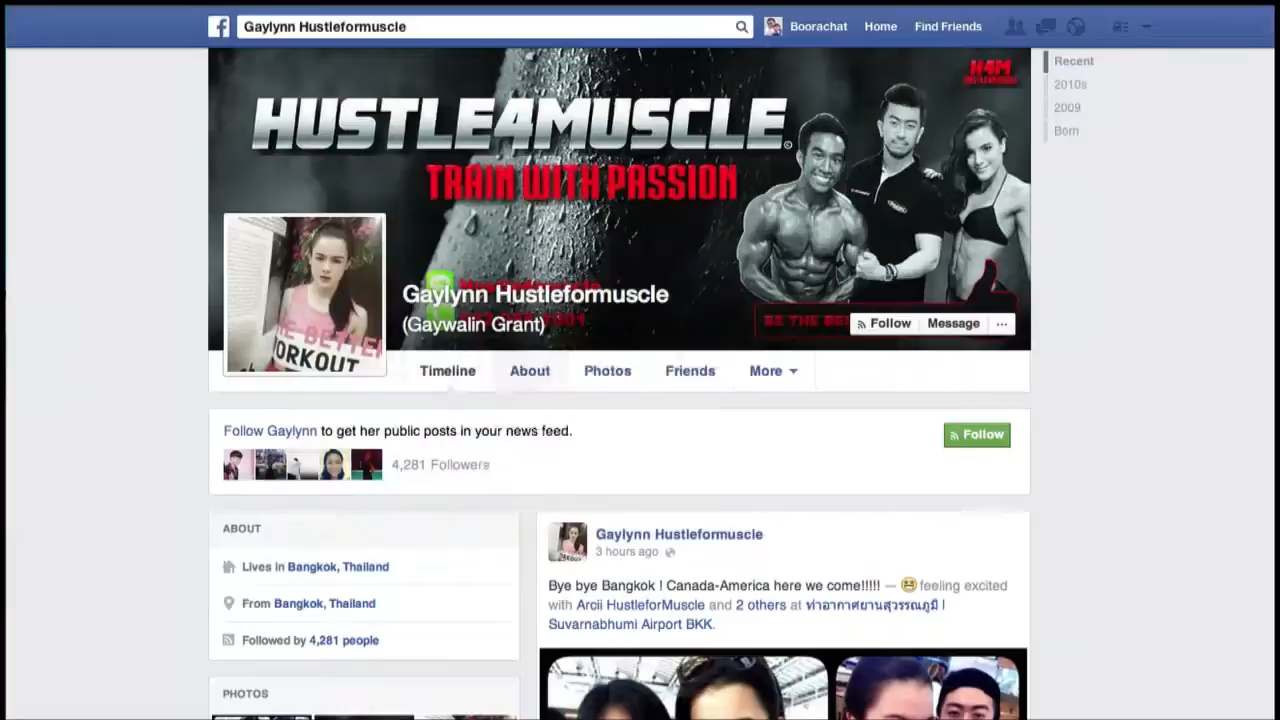 Gaylynn Hustleformuscle
Boorachat
Home
Find Friends
Recent
2010s
2009
Born
H4M
HUSTLE4MUSCLE
TRAIN WITH PASSION
Gaylynn Hustleformuscle
(Gaywalin Grant)
BE THE BES
Follow
Message
...
WORKOUT
Timeline
About
Photos
Friends
More
Follow Gaylynn to get her public posts in your news feed.
Follow
4,281 Followers
ABOUT
Lives in Bangkok, Thailand
From Bangkok, Thailand
Followed by 4,281 people
PHOTOS
Gaylynn Hustleformuscle
3 hours ago
Bye bye Bangkok ! Canada-America here we come!!!!! — 😆 feeling excited
with Arcii HustleforMuscle and 2 others at ท่าอากาศยานสุวรรณภูมิ |
Suvarnabhumi Airport BKK.